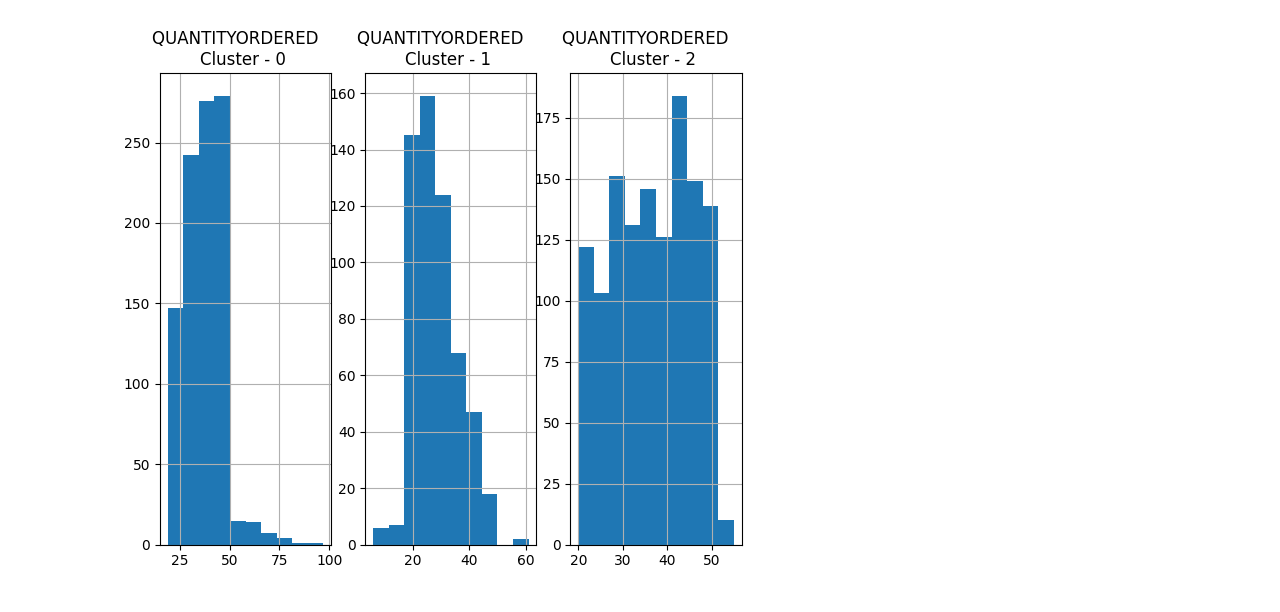 QUANTITYORDERED
Cluster - 0
250
200
150
100
50
0
25 50 75 100
QUANTITYORDERED
Cluster - 1
160
140
120
100
80
60
40
20
0
20 40 60
QUANTITYORDERED
Cluster - 2
175
150
125
100
75
50
25
0
20 30 40 50